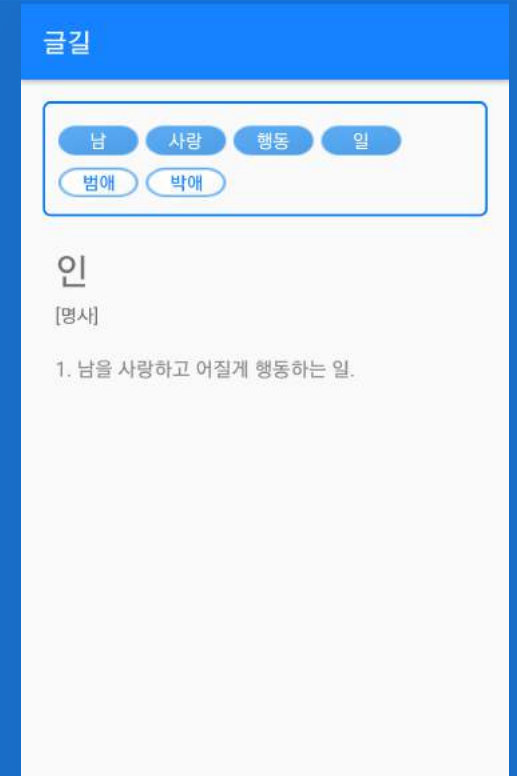 글길
남 사랑 행동 일
범애 박애
인
[명사]
1. 남을 사랑하고 어질게 행동하는 일.